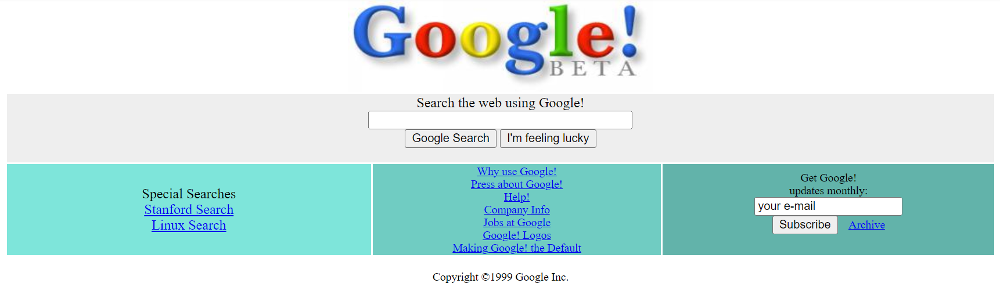 Google!
BETA
Search the web using Google!
Google Search I'm feeling lucky
Special Searches
Stanford Search
Linux Search
Why use Google!
Press about Google!
Help!
Company Info
Jobs at Google
Google! Logos
Making Google! the Default
Get Google!
updates monthly:
your e-mail
Subscribe Archive
Copyright ©1999 Google Inc.